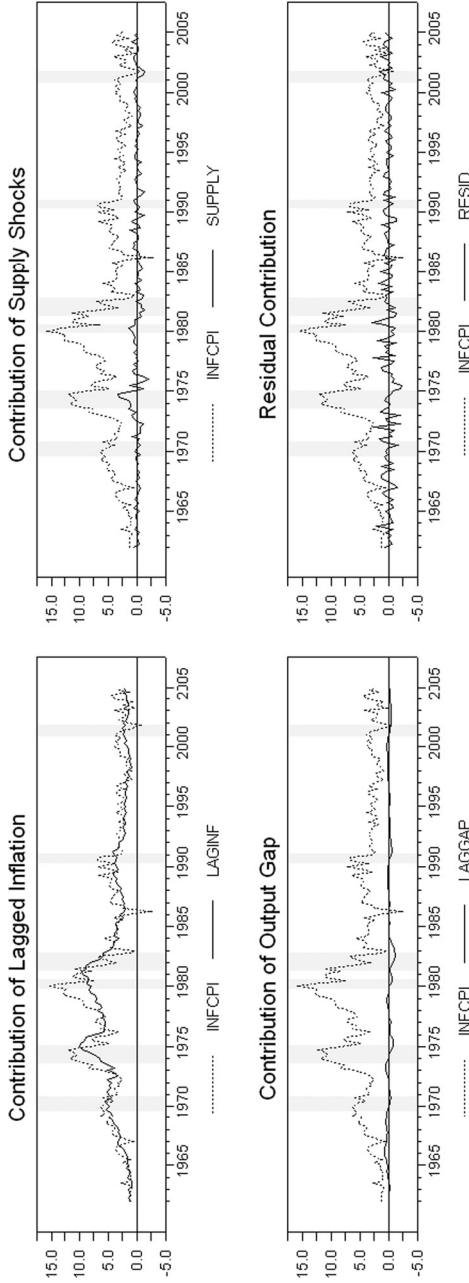 Contribution of Lagged Inflation
15.0
10.0
5.0
0.0
-5.0
1965 1970 1975 1980 1985 1990 1995 2000 2005
INFCPI LAGINF
Contribution of Supply Shocks
15.0
10.0
5.0
0.0
-5.0
1965 1970 1975 1980 1985 1990 1995 2000 2005
INFCPI SUPPLY
Contribution of Output Gap
15.0
10.0
5.0
0.0
-5.0
1965 1970 1975 1980 1985 1990 1995 2000 2005
INFCPI LAGGAP
Residual Contribution
15.0
10.0
5.0
0.0
-5.0
1965 1970 1975 1980 1985 1990 1995 2000 2005
INFCPI RESID